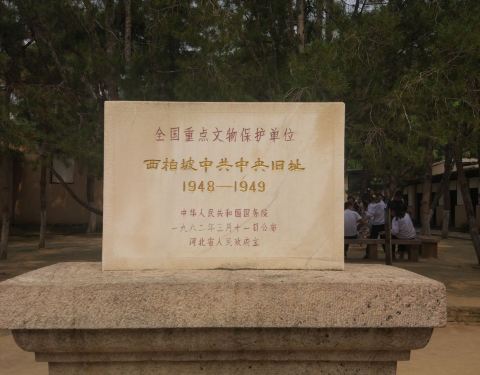 全国重点文物保护单位
西柏坡中共中央旧址
1948—1949
中华人民共和国国务院
一九八二年三月十一日公布
河北省人民政府立